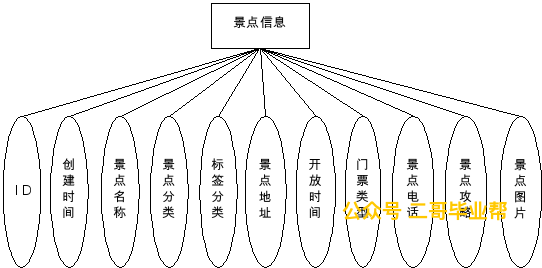 景点信息
ID
创建时间
景点名称
景点分类
标签分类
景点地址
开放时间
门票类型
景点电话
景点攻略
景点图片
公众号 二哥毕业帮